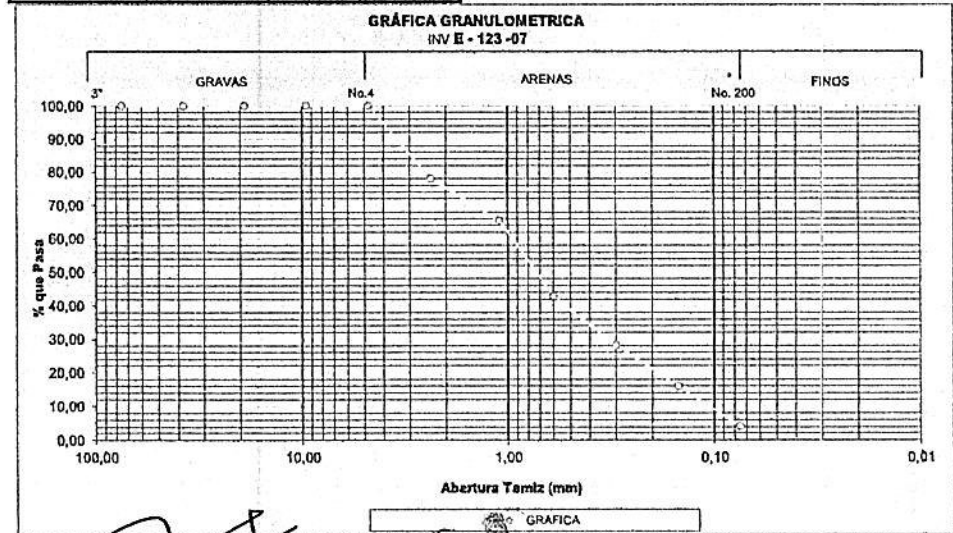 GRÁFICA GRANULOMETRICA
INV E - 123 -07
GRAVAS
ARENAS
FINOS
3"
No.4
No. 200
100,00
90,00
80,00
70,00
60,00
50,00
40,00
30,00
20,00
10,00
0,00
% que Pasa
100,00
10,00
1,00
0,10
0,01
Abertura Tamiz (mm)
GRAFICA